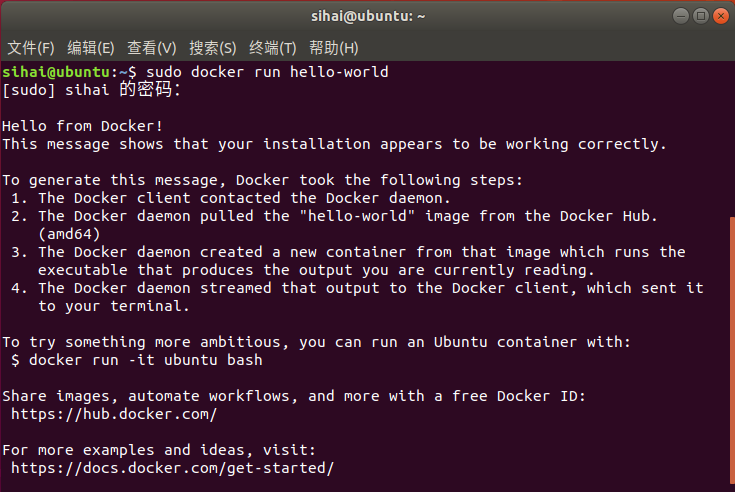 sihai@ubuntu: ~
文件(F) 编辑(E) 查看(V) 搜索(S) 终端(T) 帮助(H)
sihai@ubuntu:~$ sudo docker run hello-world
[sudo] sihai 的密码：
Hello from Docker!
This message shows that your installation appears to be working correctly.
To generate this message, Docker took the following steps:
1. The Docker client contacted the Docker daemon.
2. The Docker daemon pulled the "hello-world" image from the Docker Hub.
(amd64)
3. The Docker daemon created a new container from that image which runs the
executable that produces the output you are currently reading.
4. The Docker daemon streamed that output to the Docker client, which sent it
to your terminal.
To try something more ambitious, you can run an Ubuntu container with:
$ docker run -it ubuntu bash
Share images, automate workflows, and more with a free Docker ID:
https://hub.docker.com/
For more examples and ideas, visit:
https://docs.docker.com/get-started/